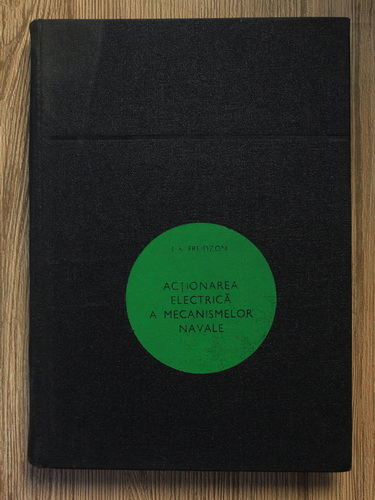 ACȚIONAREA
ELECTRICĂ
A MECANISMELOR
NAVALE